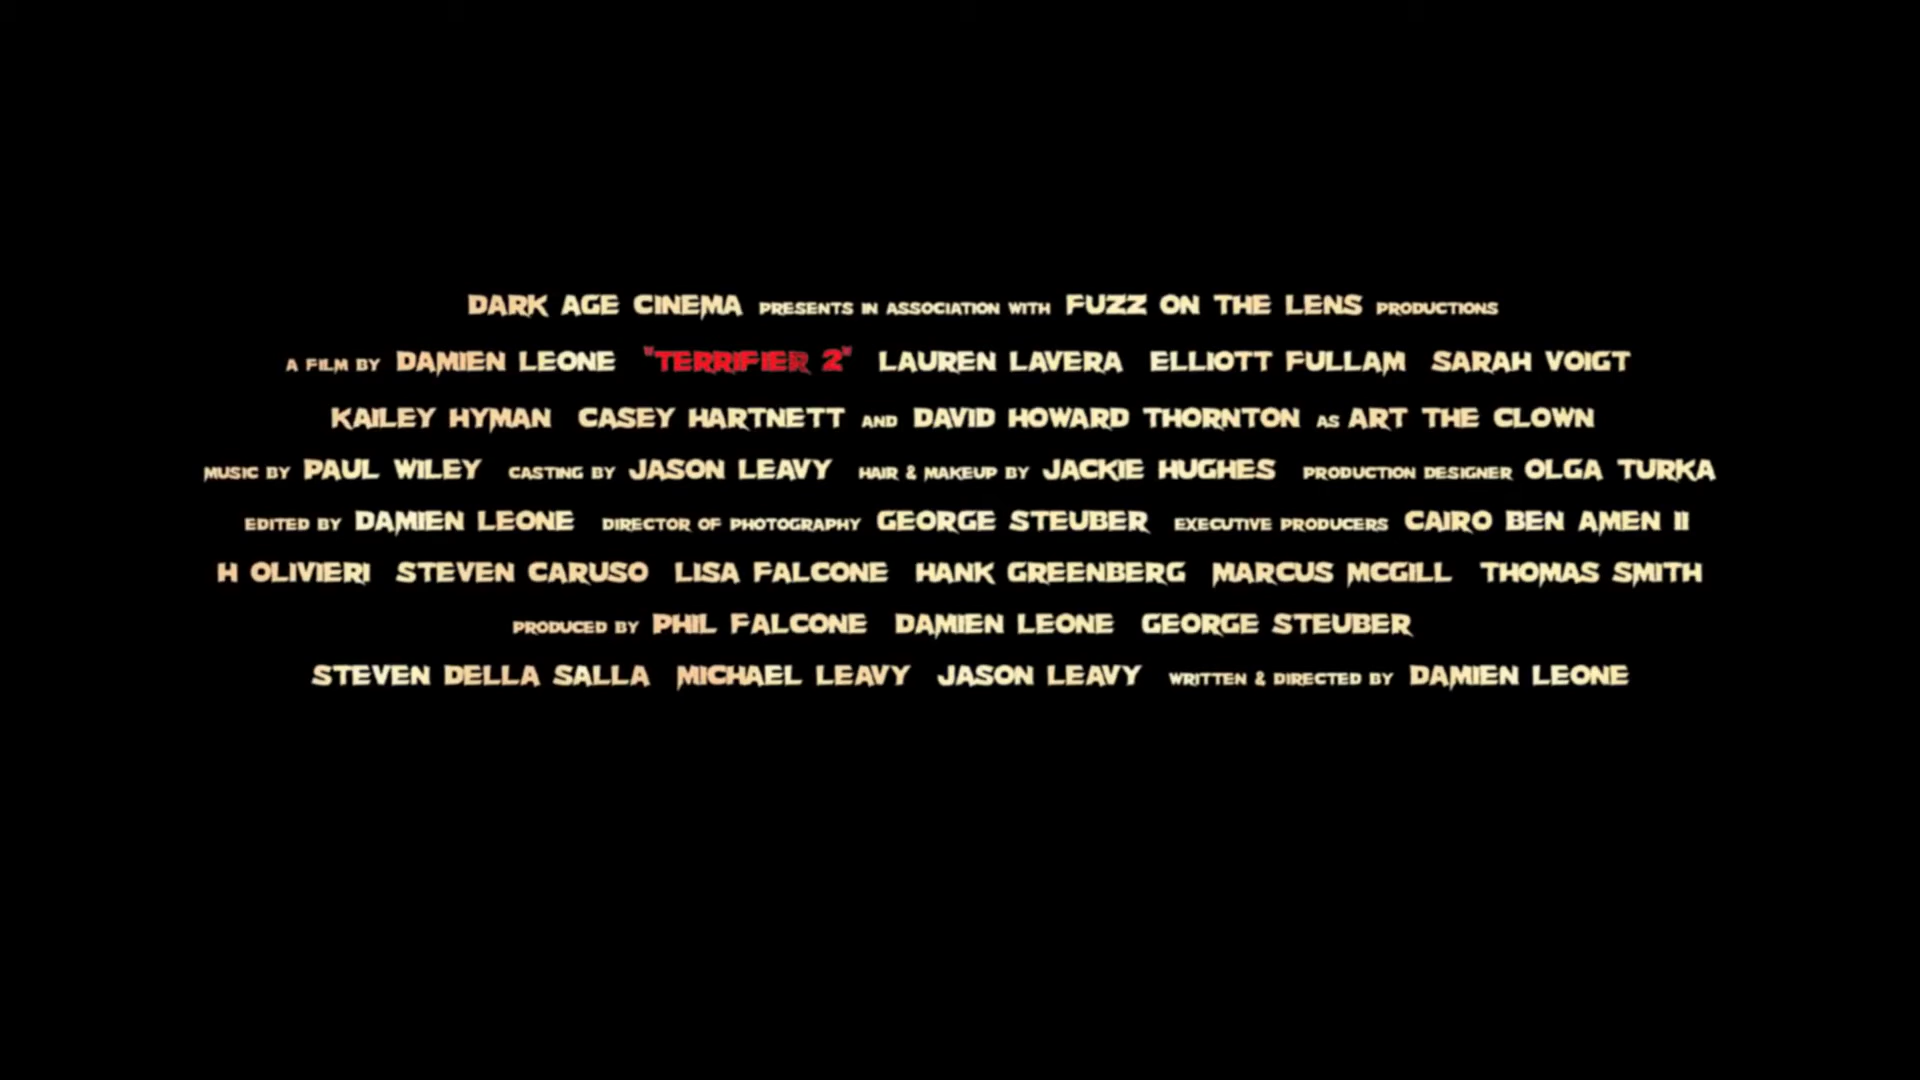 DARK AGE CINEMA PRESENTS IN ASSOCIATION WITH FUZZ ON THE LENS PRODUCTIONS
A FILM BY DAMIEN LEONE "TERRIFIER 2" LAUREN LAVERA ELLIOTT FULLAM SARAH VOIGT
KAILEY HYMAN CASEY HARTNETT AND DAVID HOWARD THORNTON AS ART THE CLOWN
MUSIC BY PAUL WILEY CASTING BY JASON LEAVY HAIR & MAKEUP BY JACKIE HUGHES PRODUCTION DESIGNER OLGA TURKA
EDITED BY DAMIEN LEONE DIRECTOR OF PHOTOGRAPHY GEORGE STEUBER EXECUTIVE PRODUCERS CAIRO BEN AMEN II
H OLIVIERI STEVEN CARUSO LISA FALCONE HANK GREENBERG MARCUS MCGILL THOMAS SMITH
PRODUCED BY PHIL FALCONE DAMIEN LEONE GEORGE STEUBER
STEVEN DELLA SALLA MICHAEL LEAVY JASON LEAVY WRITTEN & DIRECTED BY DAMIEN LEONE